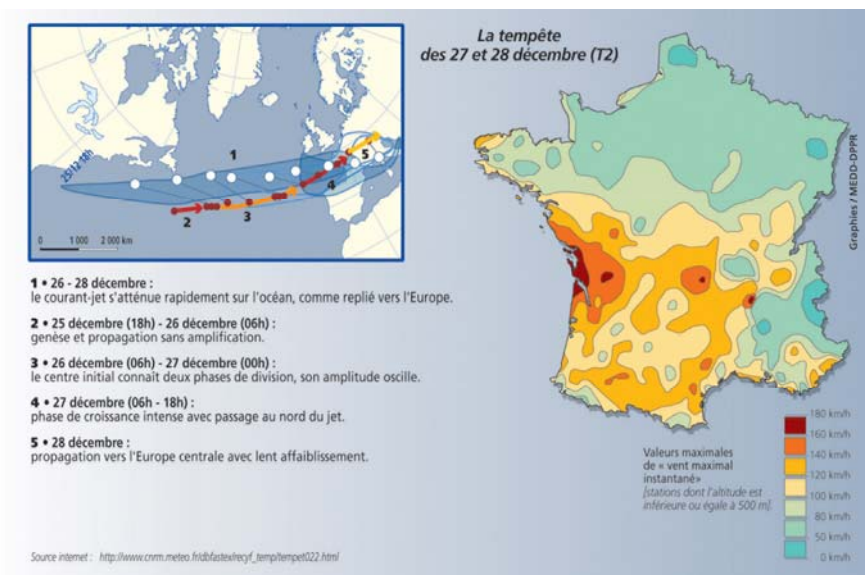 La tempête
des 27 et 28 décembre (T2)
25/12 18h
1
2
3
4
5
0 1 000 2 000 km
1 • 26 - 28 décembre :
le courant-jet s'atténue rapidement sur l'océan, comme replié vers l'Europe.
2 • 25 décembre (18h) - 26 décembre (06h) :
genèse et propagation sans amplification.
3 • 26 décembre (06h) - 27 décembre (00h) :
le centre initial connait deux phases de division, son amplitude oscille.
4 • 27 décembre (06h - 18h) :
phase de croissance intense avec passage au nord du jet.
5 • 28 décembre :
propagation vers l'Europe centrale avec lent affaiblissement.
Source internet : http://www.cnrm.meteo.fr/dbfastex/recyf_temp/tempet022.html
Graphies / MEDD-DPPR
Valeurs maximales
de « vent maximal
instantané»
[stations dont l'altitude est
inférieure ou égale à 500 m].
180 km/h
160 km/h
140 km/h
120 km/h
100 km/h
80 km/h
50 km/h
0 km/h